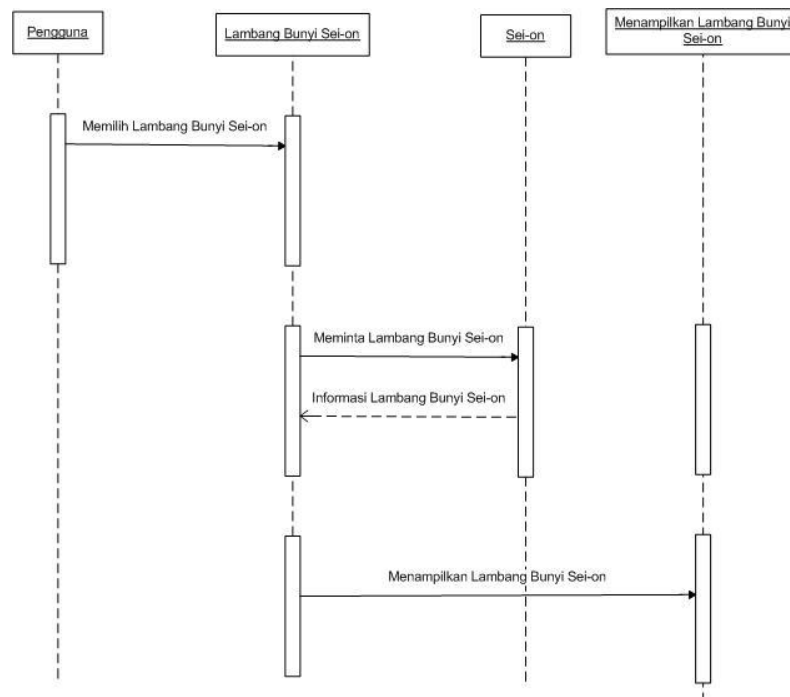 Pengguna
Lambang Bunyi Sei-on
Sei-on
Menampilkan Lambang Bunyi
Sei-on
Memilih Lambang Bunyi Sei-on
Meminta Lambang Bunyi Sei-on
Informasi Lambang Bunyi Sei-on
Menampilkan Lambang Bunyi Sei-on